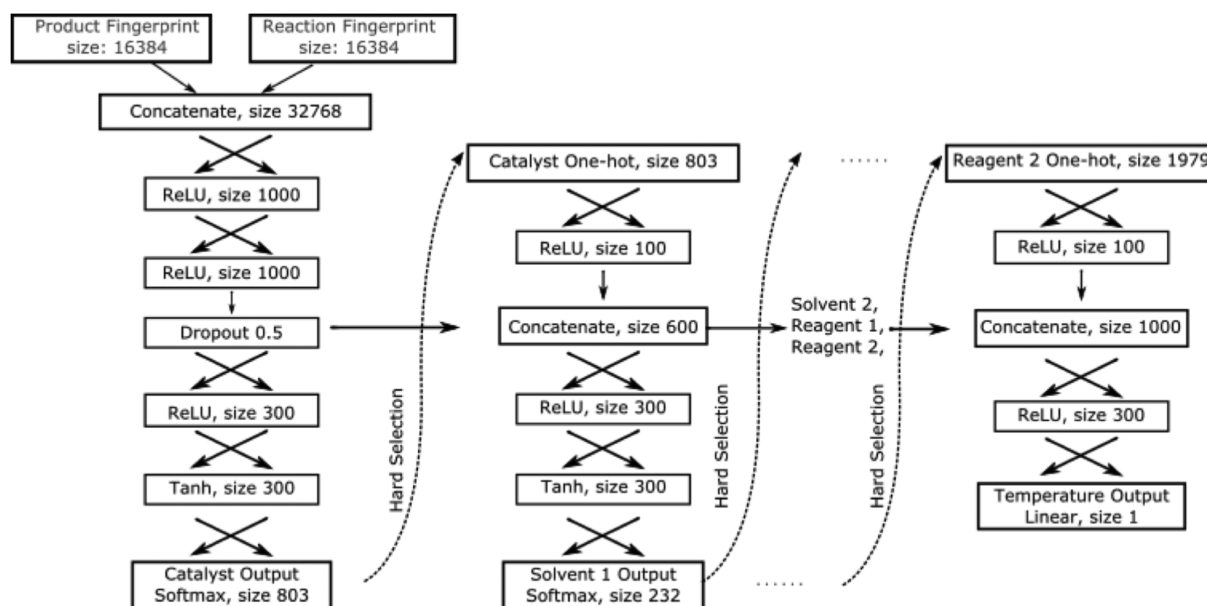 Product Fingerprint
size: 16384
Reaction Fingerprint
size: 16384
Concatenate, size 32768
ReLU, size 1000
ReLU, size 1000
Dropout 0.5
ReLU, size 300
Tanh, size 300
Catalyst Output
Softmax, size 803
Hard Selection
Catalyst One-hot, size 803
ReLU, size 100
Concatenate, size 600
ReLU, size 300
Tanh, size 300
Solvent 1 Output
Softmax, size 232
Hard Selection
......
Solvent 2,
Reagent 1,
Reagent 2,
......
Hard Selection
Reagent 2 One-hot, size 1979
ReLU, size 100
Concatenate, size 1000
ReLU, size 300
Temperature Output
Linear, size 1